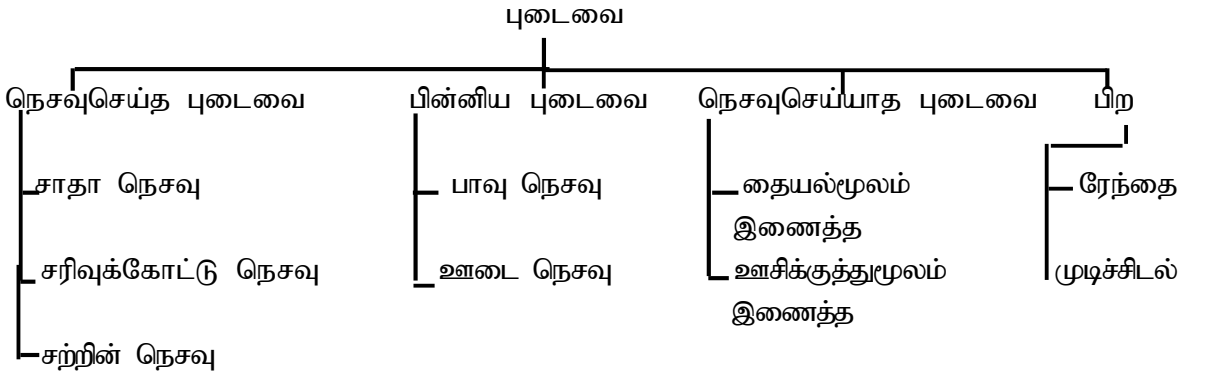 புடைவை
நெசவுசெய்த புடைவை பின்னிய புடைவை நெசவுசெய்யாத புடைவை பிற
சாதா நெசவு பாவு நெசவு தையல்மூலம் ரேந்தை
இணைத்த
சரிவுக்கோட்டு நெசவு ஊடை நெசவு ஊசிக்குத்துமூலம் முடிச்சிடல்
இணைத்த
சற்றின் நெசவு